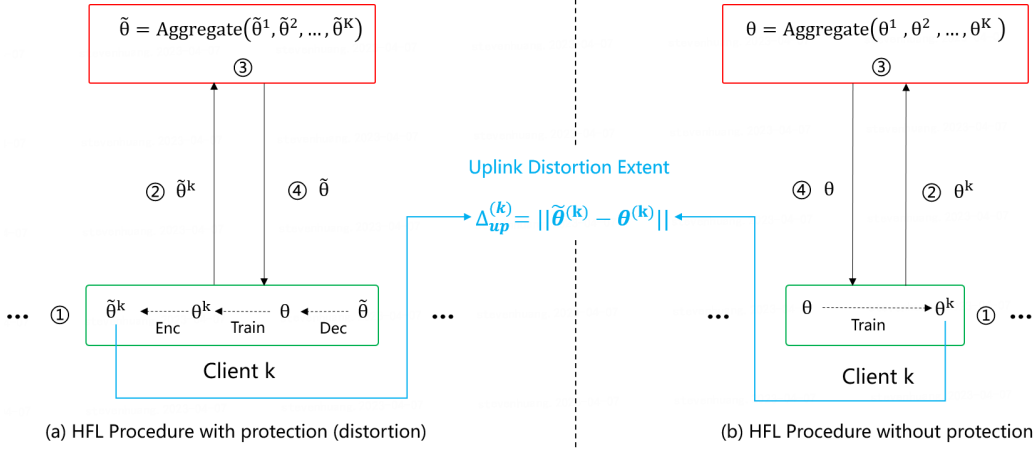 θ̃ = Aggregate(θ̃¹, θ̃², ..., θ̃ᴷ)
③
② θ̃ᵏ
④ θ̃
... ① θ̃ᵏ Enc θᵏ Train θ Dec θ̃ ...
Client k
(a) HFL Procedure with protection (distortion)
Uplink Distortion Extent
Δ_up^(k) = ||θ̃^(k) − θ^(k)||
θ = Aggregate(θ¹ , θ² , ..., θᴷ )
③
④ θ
② θᵏ
... θ Train θᵏ ① ...
Client k
(b) HFL Procedure without protection